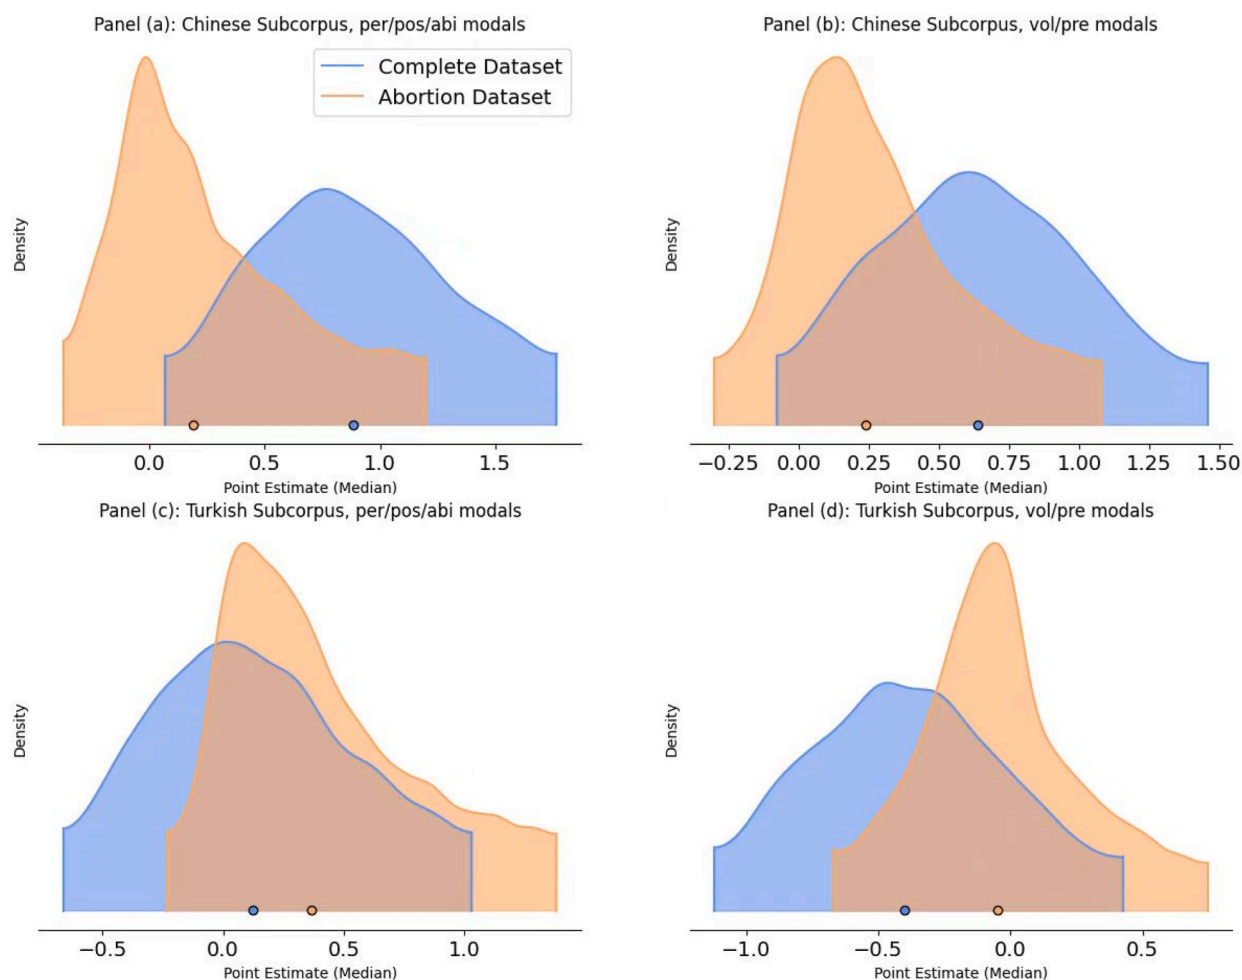 Panel (a): Chinese Subcorpus, per/pos/abi modals
Complete Dataset
Abortion Dataset
Density
0.0 0.5 1.0 1.5
Point Estimate (Median)
Panel (b): Chinese Subcorpus, vol/pre modals
Density
−0.25 0.00 0.25 0.50 0.75 1.00 1.25 1.50
Point Estimate (Median)
Panel (c): Turkish Subcorpus, per/pos/abi modals
Density
−0.5 0.0 0.5 1.0
Point Estimate (Median)
Panel (d): Turkish Subcorpus, vol/pre modals
Density
−1.0 −0.5 0.0 0.5
Point Estimate (Median)